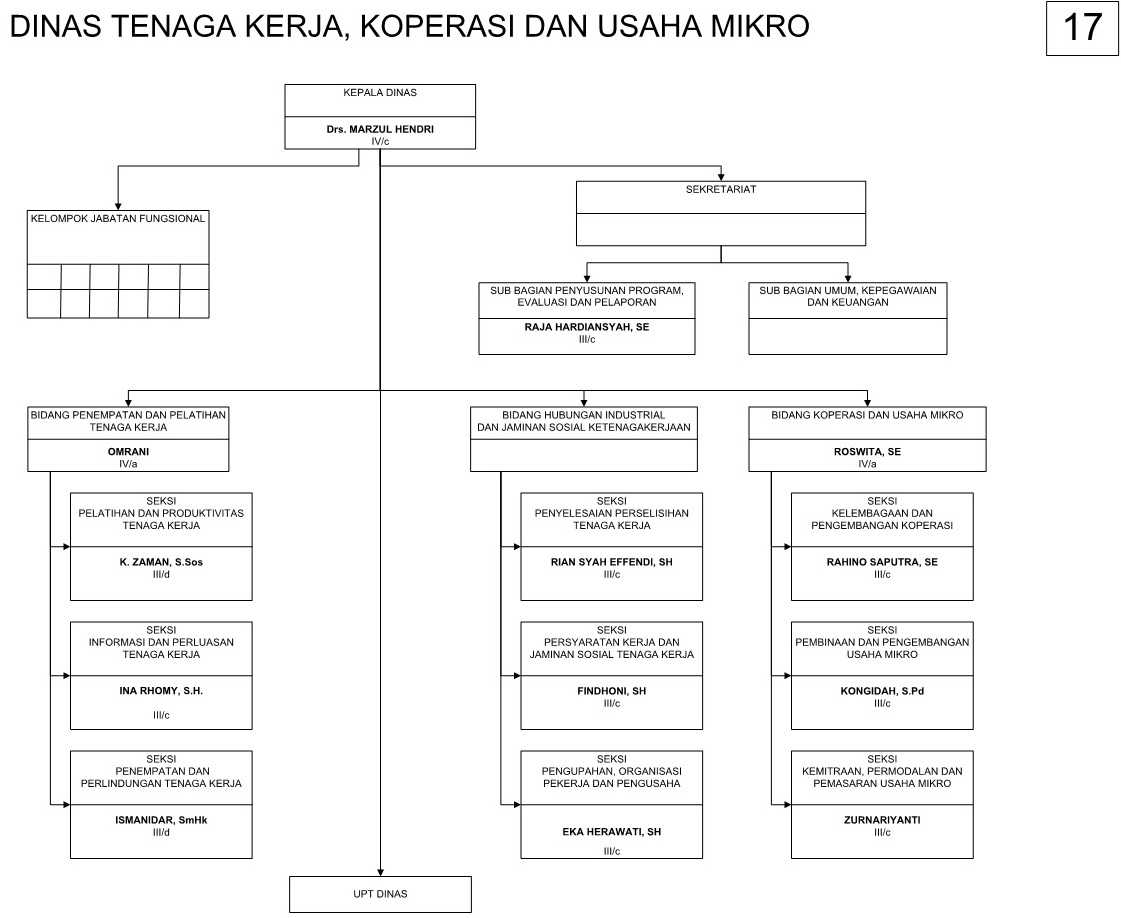 DINAS TENAGA KERJA, KOPERASI DAN USAHA MIKRO
17
KEPALA DINAS
Drs. MARZUL HENDRI
IV/c
KELOMPOK JABATAN FUNGSIONAL
SEKRETARIAT
SUB BAGIAN PENYUSUNAN PROGRAM,
EVALUASI DAN PELAPORAN
RAJA HARDIANSYAH, SE
III/c
SUB BAGIAN UMUM, KEPEGAWAIAN
DAN KEUANGAN
BIDANG PENEMPATAN DAN PELATIHAN
TENAGA KERJA
OMRANI
IV/a
SEKSI
PELATIHAN DAN PRODUKTIVITAS
TENAGA KERJA
K. ZAMAN, S.Sos
III/d
SEKSI
INFORMASI DAN PERLUASAN
TENAGA KERJA
INA RHOMY, S.H.
III/c
SEKSI
PENEMPATAN DAN
PERLINDUNGAN TENAGA KERJA
ISMANIDAR, SmHk
III/d
BIDANG HUBUNGAN INDUSTRIAL
DAN JAMINAN SOSIAL KETENAGAKERJAAN
SEKSI
PENYELESAIAN PERSELISIHAN
TENAGA KERJA
RIAN SYAH EFFENDI, SH
III/c
SEKSI
PERSYARATAN KERJA DAN
JAMINAN SOSIAL TENAGA KERJA
FINDHONI, SH
III/c
SEKSI
PENGUPAHAN, ORGANISASI
PEKERJA DAN PENGUSAHA
EKA HERAWATI, SH
III/c
BIDANG KOPERASI DAN USAHA MIKRO
ROSWITA, SE
IV/a
SEKSI
KELEMBAGAAN DAN
PENGEMBANGAN KOPERASI
RAHINO SAPUTRA, SE
III/c
SEKSI
PEMBINAAN DAN PENGEMBANGAN
USAHA MIKRO
KONGIDAH, S.Pd
III/c
SEKSI
KEMITRAAN, PERMODALAN DAN
PEMASARAN USAHA MIKRO
ZURNARIYANTI
III/c
UPT DINAS